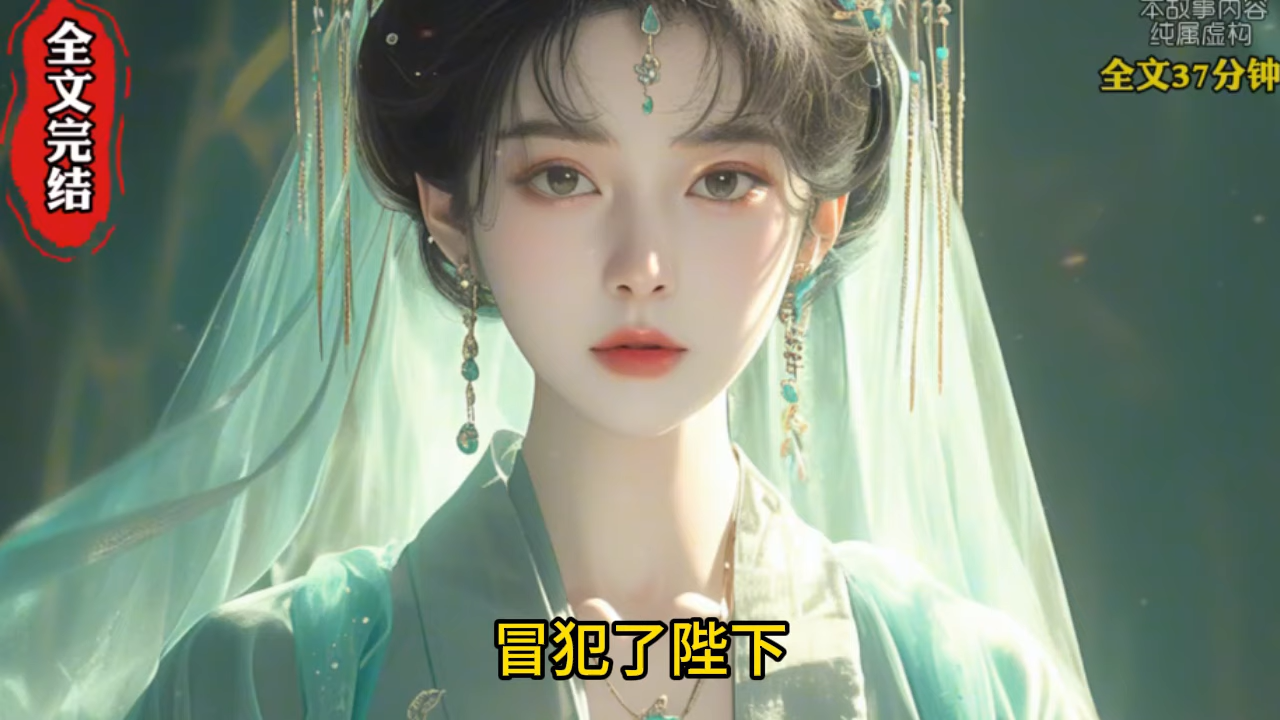 全文完结
本故事内容
纯属虚构
全文37分钟
冒犯了陛下